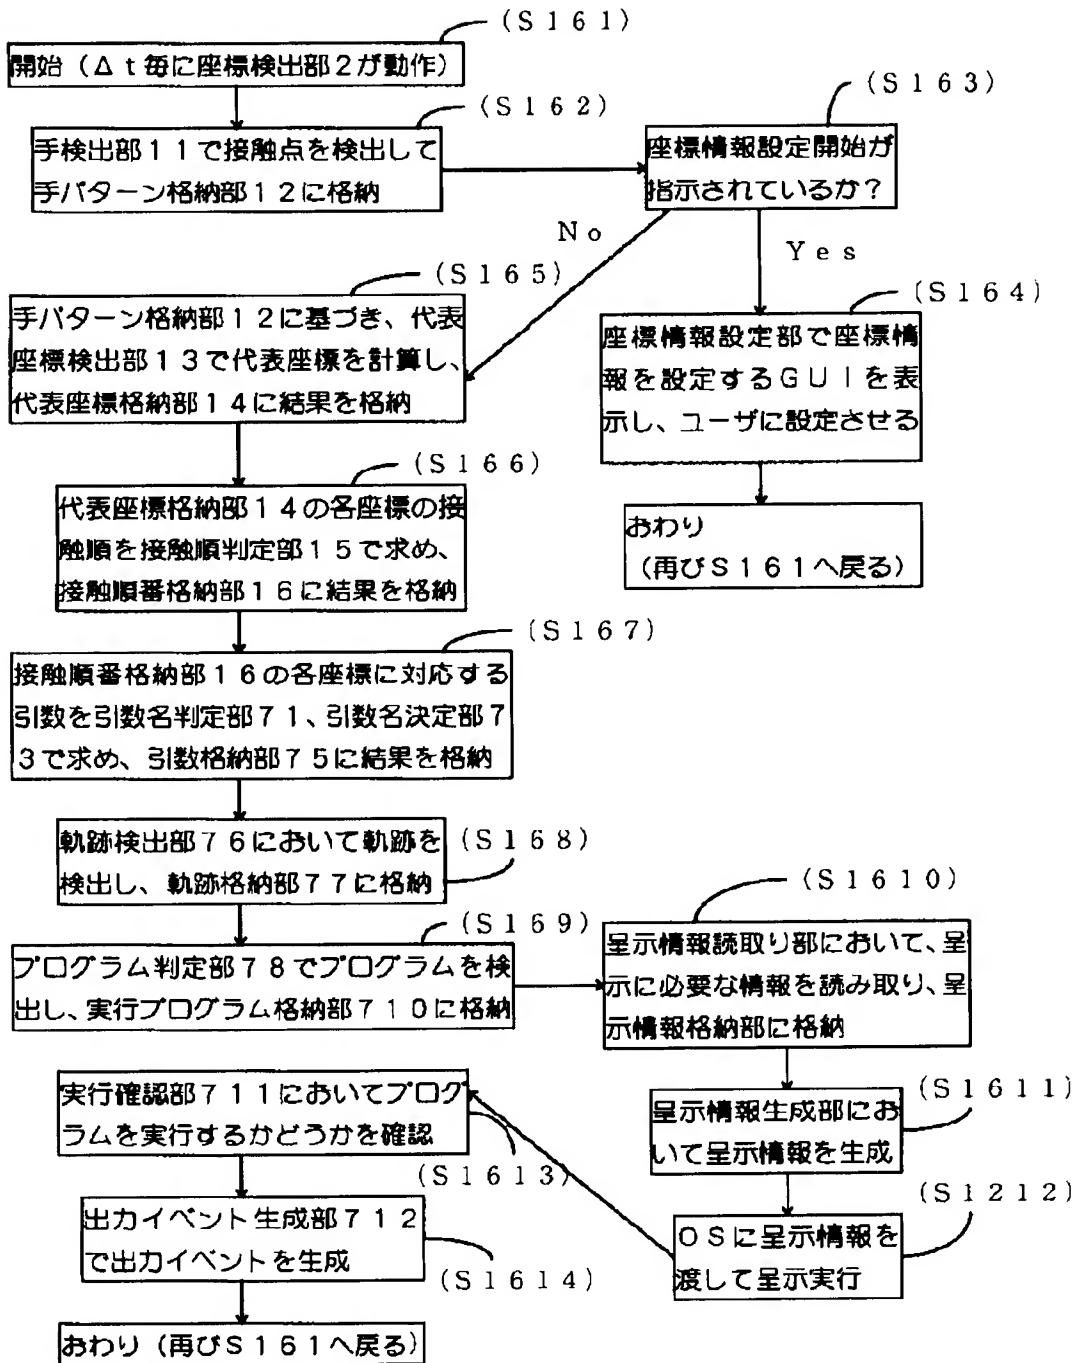 (S161)
開始(Δt毎に座標検出部2が動作)
(S162)
手検出部11で接触点を検出して
手パターン格納部12に格納
(S163)
座標情報設定開始が
指示されているか?
No
Yes
(S164)
座標情報設定部で座標情
報を設定するGUIを表
示し、ユーザに設定させる
おわり
(再びS161へ戻る)
(S165)
手パターン格納部12に基づき、代表
座標検出部13で代表座標を計算し、
代表座標格納部14に結果を格納
(S166)
代表座標格納部14の各座標の接
触順を接触順判定部15で求め、
接触順番格納部16に結果を格納
(S167)
接触順番格納部16の各座標に対応する
引数を引数名判定部71、引数名決定部7
3で求め、引数格納部75に結果を格納
(S168)
軌跡検出部76において軌跡を
検出し、軌跡格納部77に格納
(S169)
プログラム判定部78でプログラムを検
出し、実行プログラム格納部710に格納
(S1610)
呈示情報読取り部において、呈
示に必要な情報を読み取り、呈
示情報格納部に格納
(S1611)
呈示情報生成部にお
いて呈示情報を生成
(S1212)
OSに呈示情報を
渡して呈示実行
実行確認部711においてプログ
ラムを実行するかどうかを確認
(S1613)
出力イベント生成部712
で出力イベントを生成
(S1614)
おわり(再びS161へ戻る)